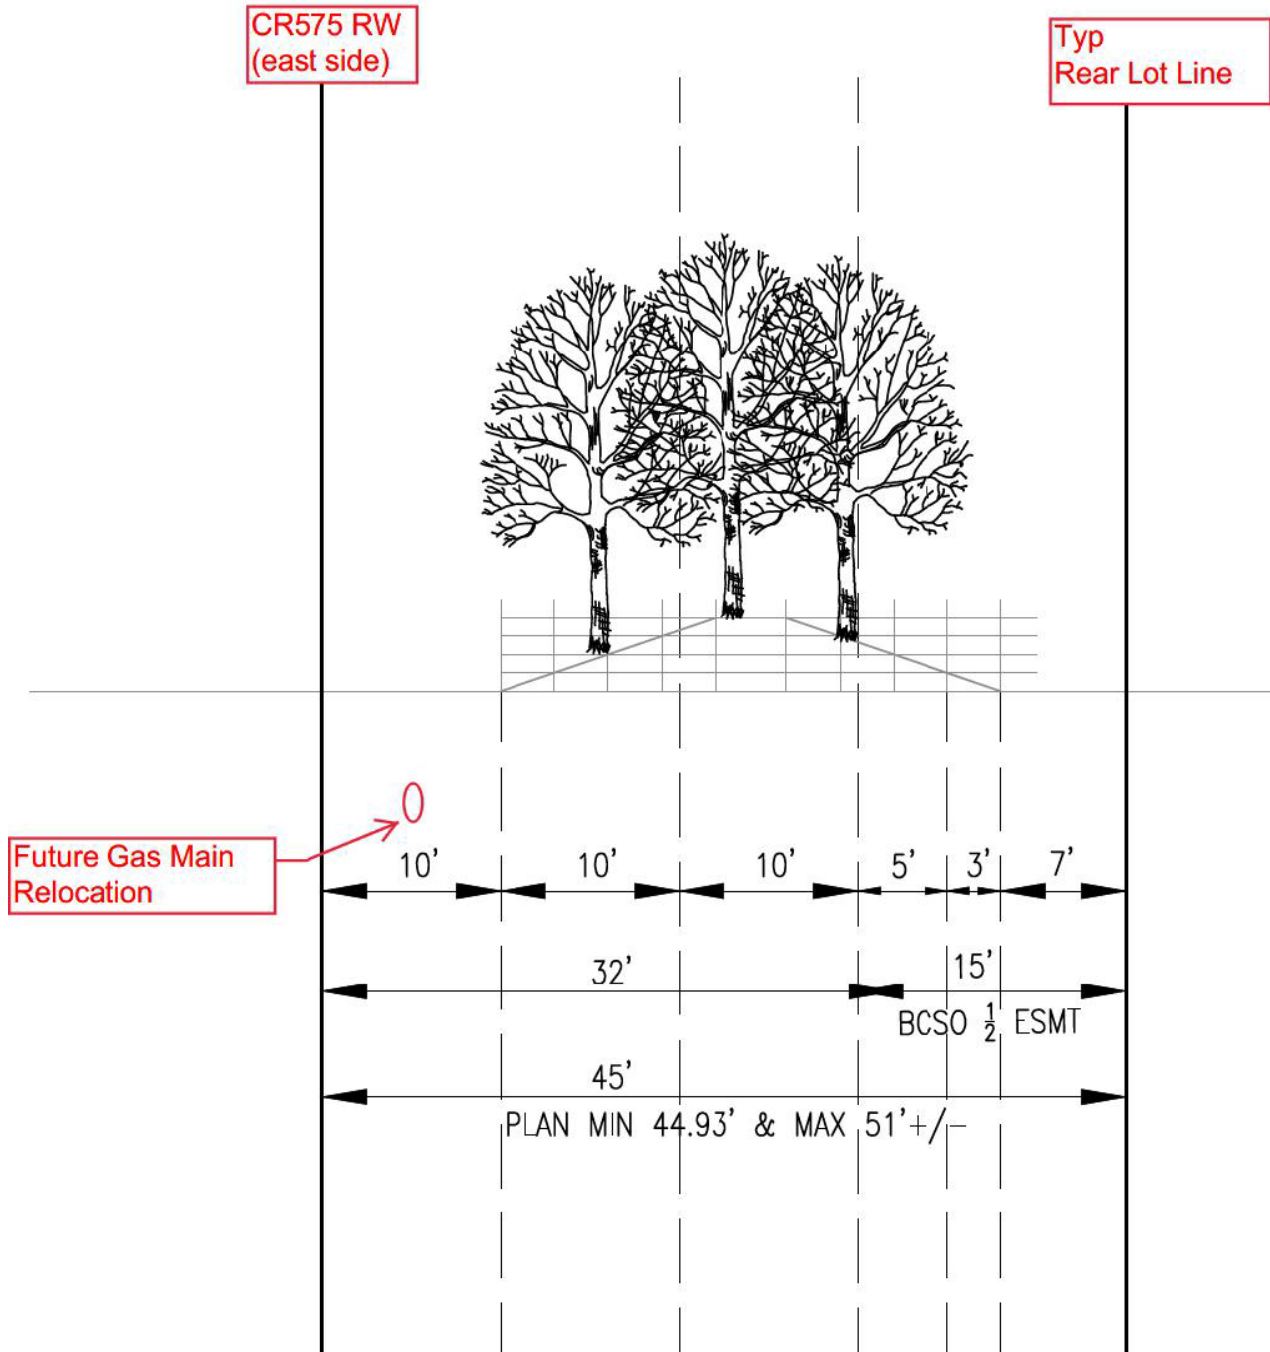 CR575 RW
(east side)
Typ
Rear Lot Line
Future Gas Main
Relocation
10' 10' 10' 5' 3' 7'
32' 15'
BCSO ½ ESMT
45'
PLAN MIN 44.93' & MAX 51'+/-